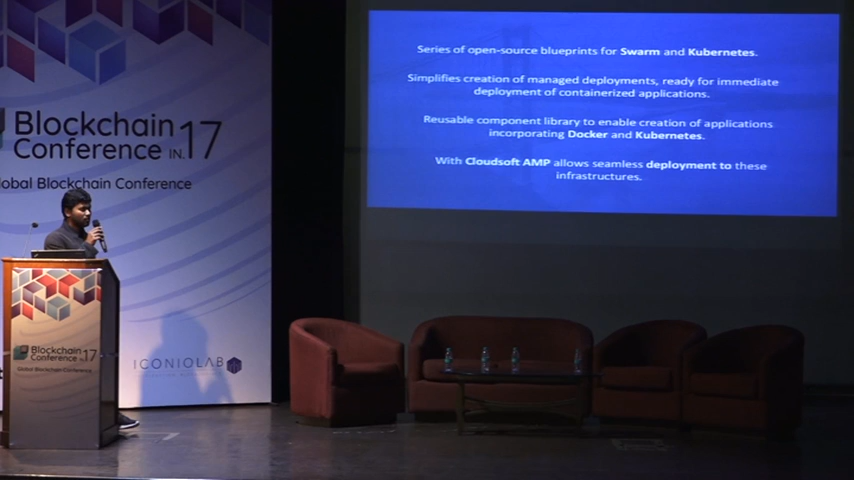 Blockchain
Conference IN. 17
lobal Blockchain Conference
Series of open-source blueprints for Swarm and Kubernetes.
Simplifies creation of managed deployments, ready for immediate
deployment of containerized applications.
Reusable component library to enable creation of applications
incorporating Docker and Kubernetes.
With Cloudsoft AMP allows seamless deployment to these
infrastructures.
Blockchain
Conference IN. 17
Global Blockchain Conference
ICONIOLAB